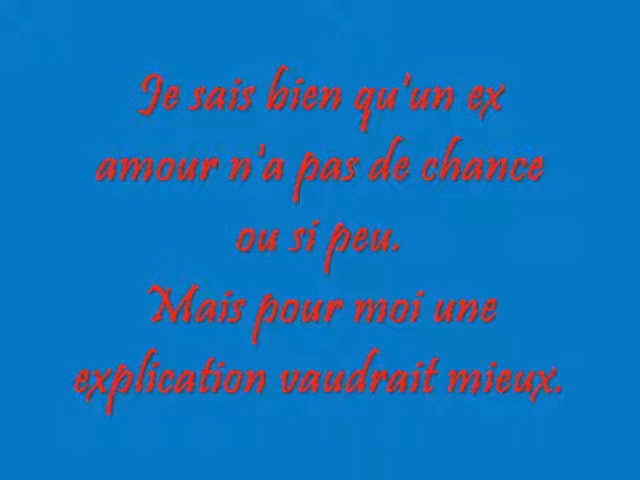 Je sais bien qu'un ex
amour n'a pas de chance
ou si peu.
Mais pour moi une
explication vaudrait mieux.